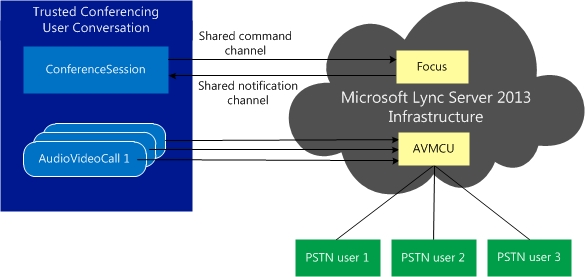 Trusted Conferencing
User Conversation
ConferenceSession
AudioVideoCall 1
Shared command
channel
Shared notification
channel
Focus
Microsoft Lync Server 2013
Infrastructure
AVMCU
PSTN user 1
PSTN user 2
PSTN user 3